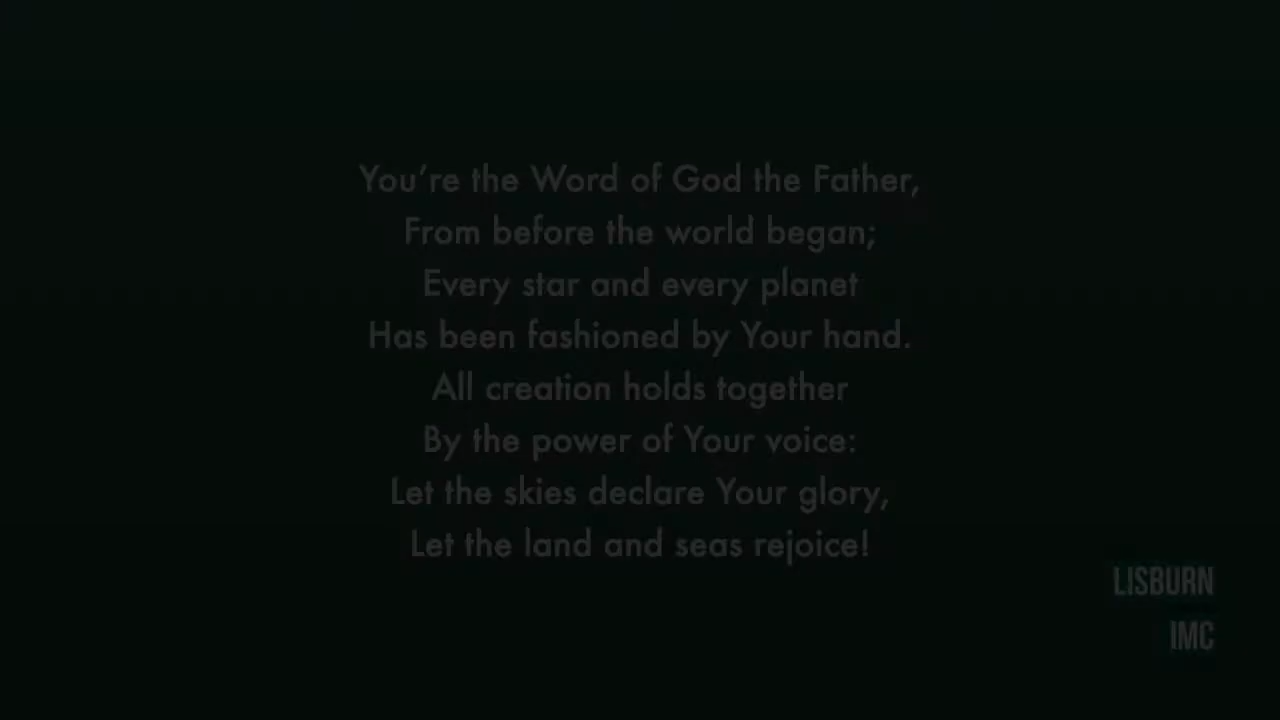 You’re the Word of God the Father,
From before the world began;
Every star and every planet
Has been fashioned by Your hand.
All creation holds together
By the power of Your voice:
Let the skies declare Your glory,
Let the land and seas rejoice!
LISBURN
IMC